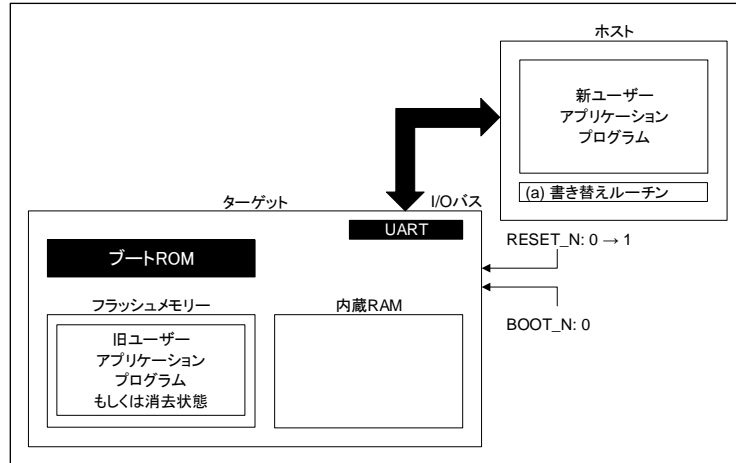 ホスト
新ユーザー
アプリケーション
プログラム
(a) 書き替えルーチン
ターゲット
I/Oバス
UART
ブートROM
RESET_N: 0 → 1
フラッシュメモリー
内蔵RAM
BOOT_N: 0
旧ユーザー
アプリケーション
プログラム
もしくは消去状態